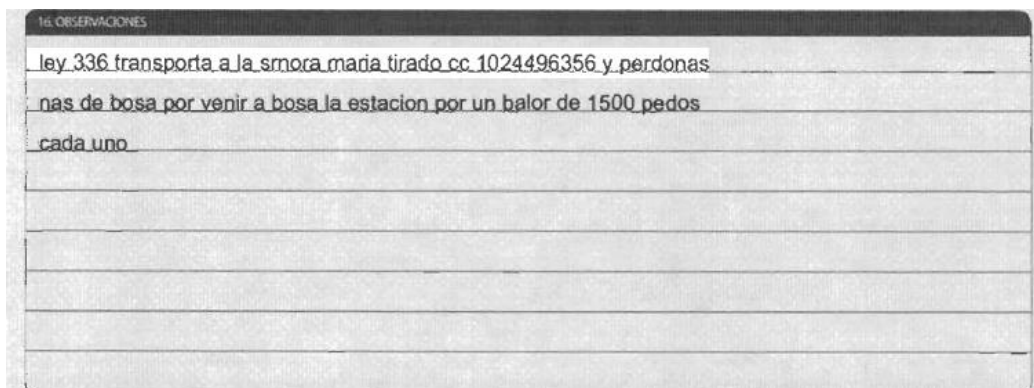 16. OBSERVACIONES
ley 336 transporta a la smora maria tirado cc 1024496356 y perdonas
nas de bosa por venir a bosa la estacion por un balor de 1500 pedos
cada uno